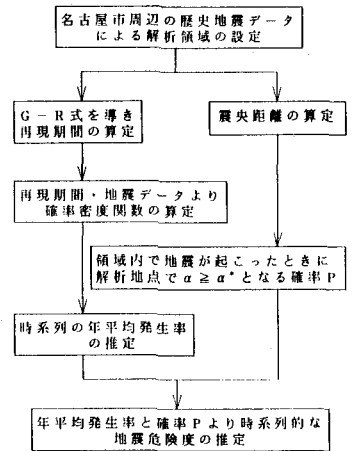 名古屋市周辺の歴史地震データ
による解析領域の設定
G－R式を導き
再現期間の算定
震央距離の算定
再現期間・地震データより
確率密度関数の算定
領域内で地震が起こったときに
解析地点でα≧α*となる確率P
時系列の年平均発生率
の推定
年平均発生率と確率Pより時系列的な
地震危険度の推定